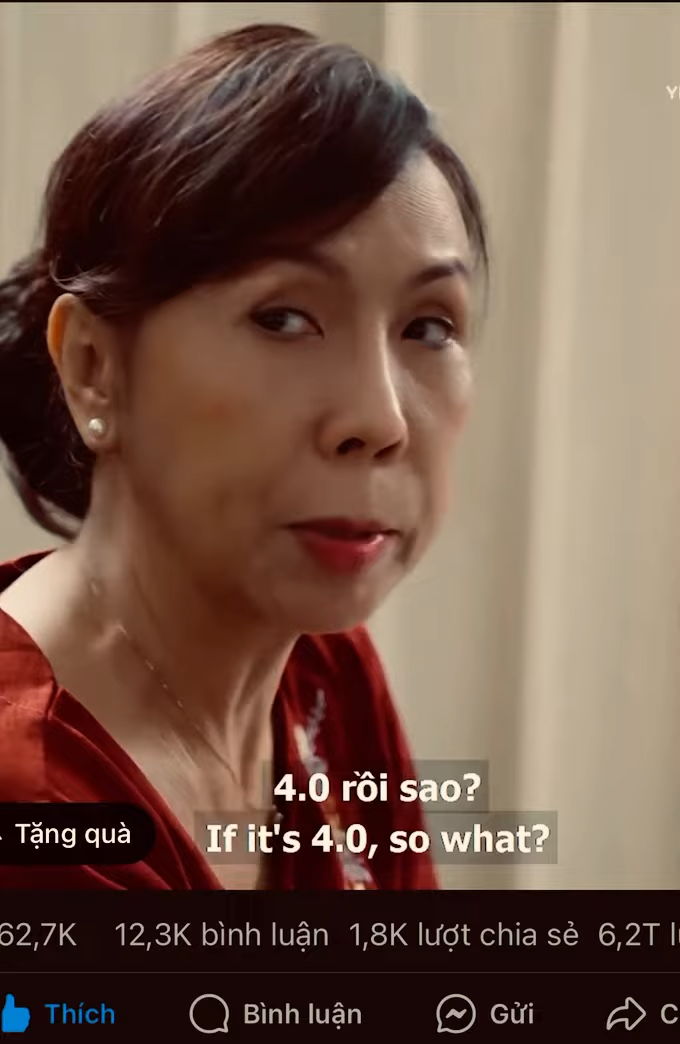 4.0 rồi sao?
If it's 4.0, so what?
Tặng quà
62,7K 12,3K bình luận 1,8K lượt chia sẻ 6,2T
Thích Bình luận Gửi